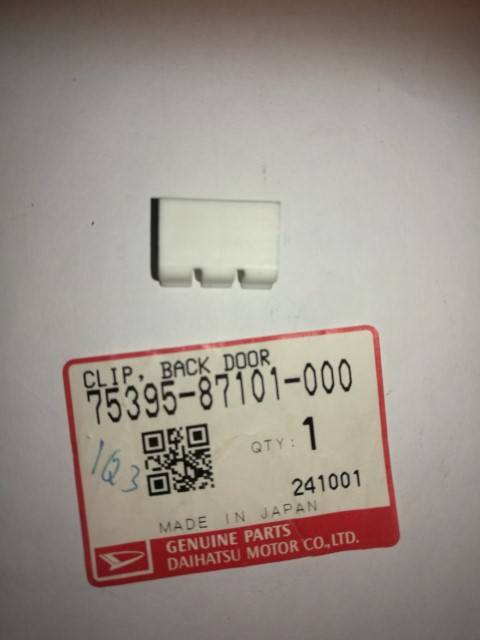 CLIP, BACK DOOR
75395-87101-000
1Q3
QTY: 1
241001
MADE IN JAPAN
GENUINE PARTS
DAIHATSU MOTOR CO., LTD.